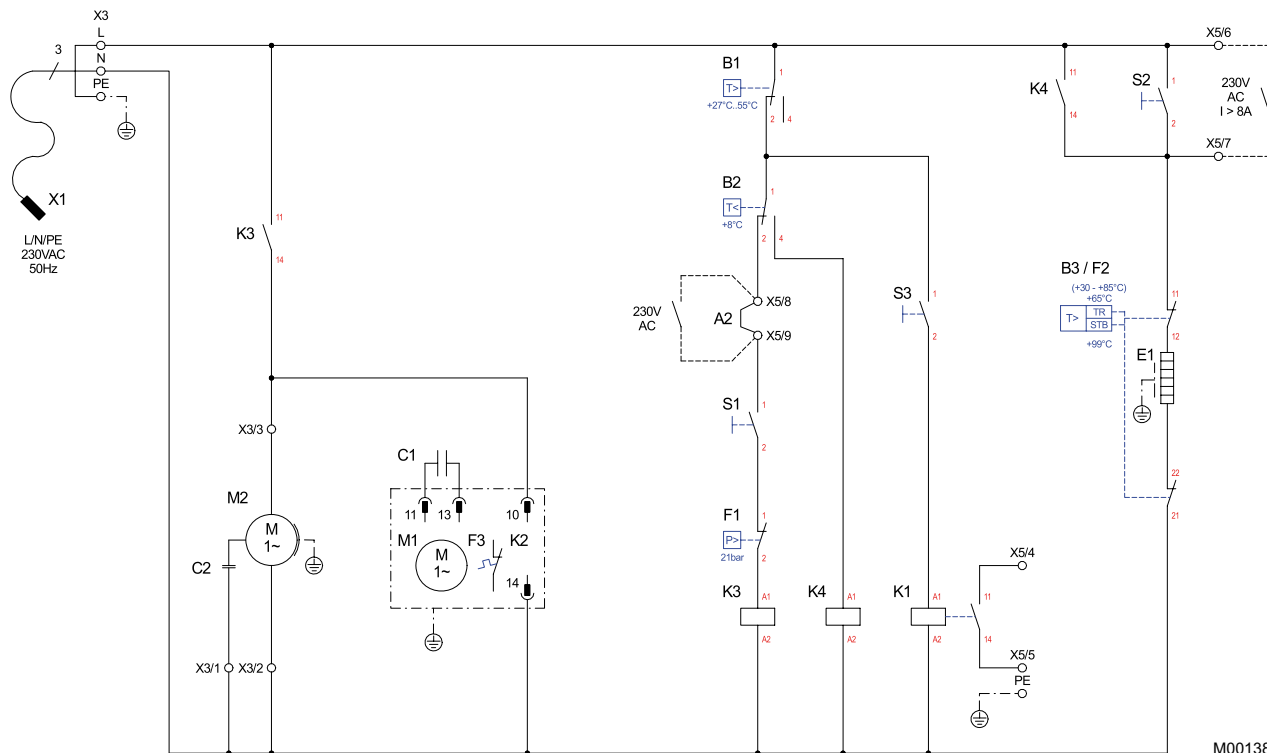 X3
L
N
PE
3
X1
L/N/PE
230VAC
50Hz
K3
11
14
X3/3
M2
M
1~
C2
X3/1
X3/2
C1
11
13
10
M1
M
1~
F3
K2
14
B1
T>
+27°C..55°C
1
2
4
B2
T<
+8°C
1
2
4
230V
AC
A2
X5/8
X5/9
S1
1
2
F1
P>
21bar
1
2
K3
A1
A2
K4
A1
A2
S3
1
2
K1
A1
A2
11
14
X5/4
X5/5
PE
K4
11
14
S2
1
2
X5/6
230V
AC
I > 8A
X5/7
B3 / F2
(+30 - +85°C)
+65°C
T>
TR
STB
+99°C
11
12
E1
22
21
M00138